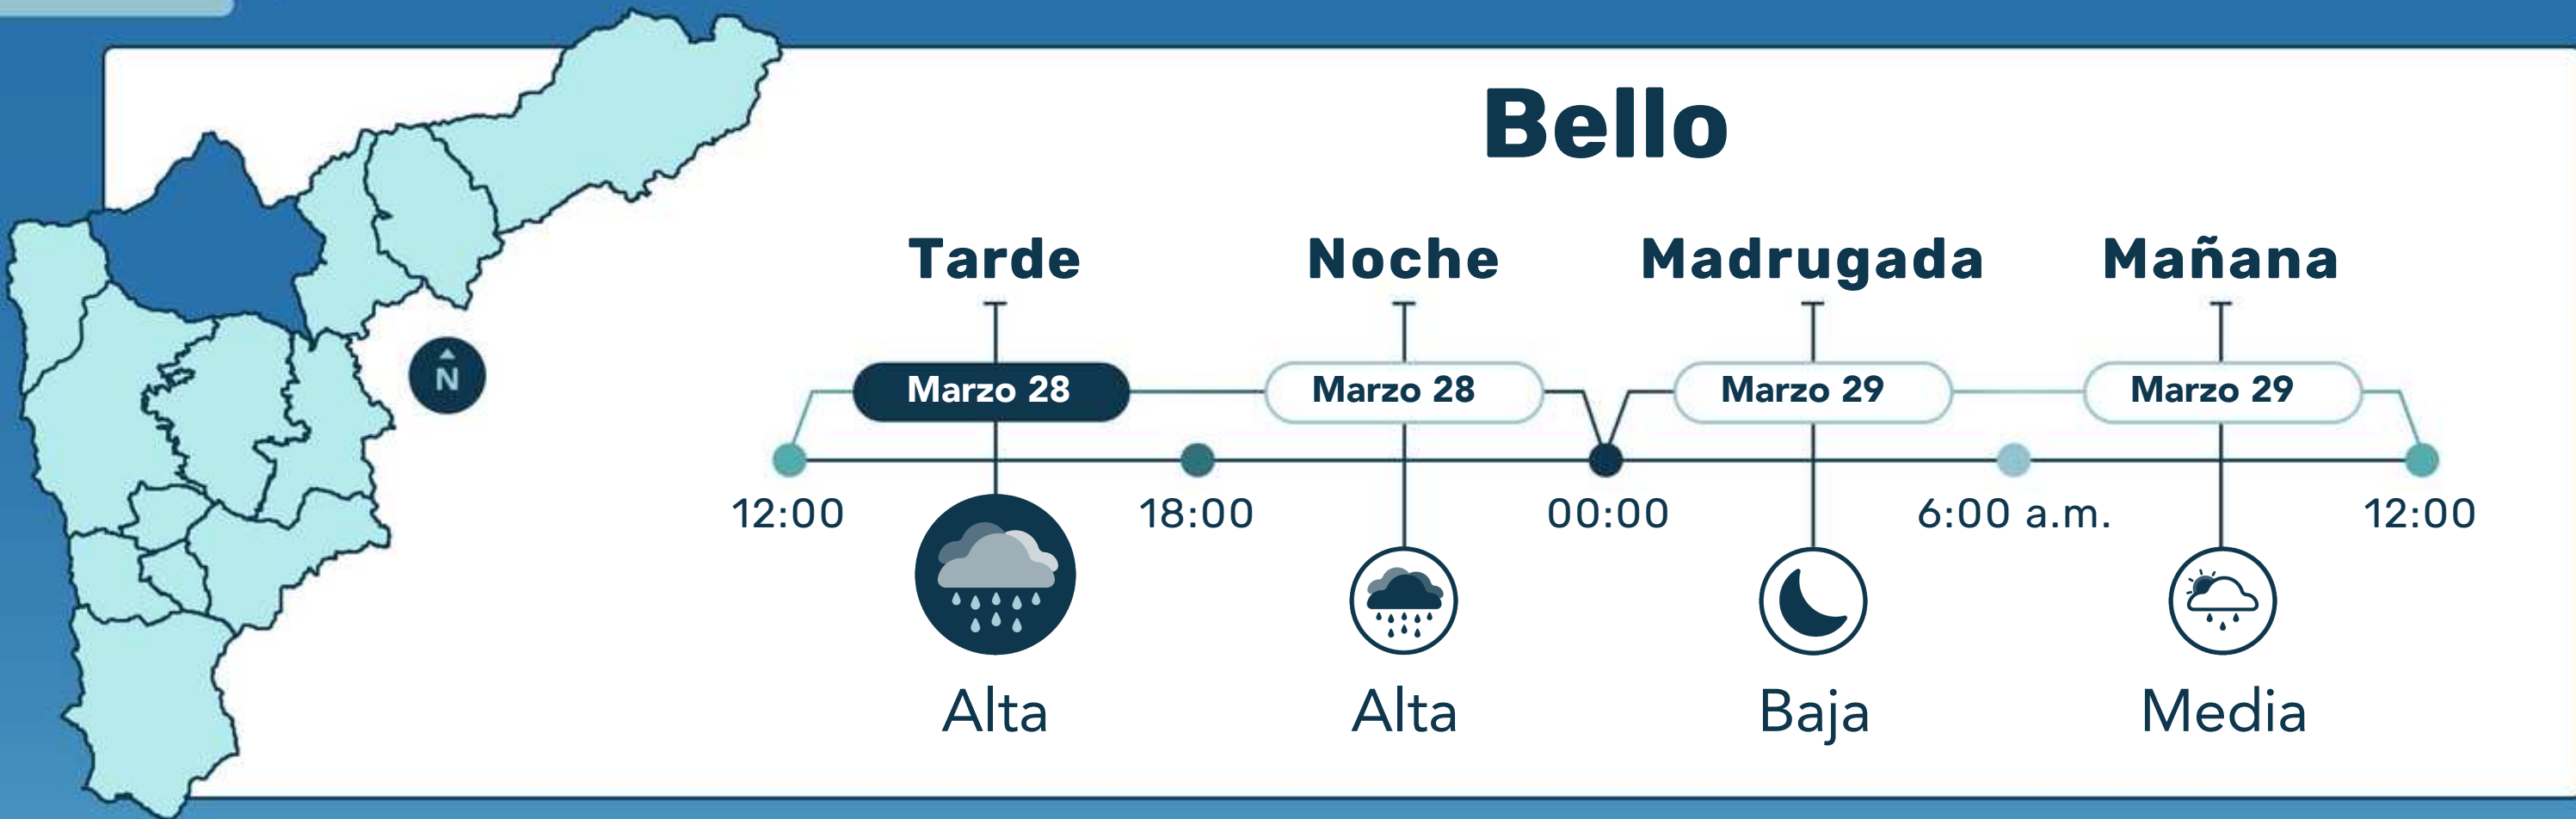 Bello
Tarde Noche Madrugada Mañana
Marzo 28 Marzo 28 Marzo 29 Marzo 29
N
12:00 18:00 00:00 6:00 a.m. 12:00
Alta Alta Baja Media